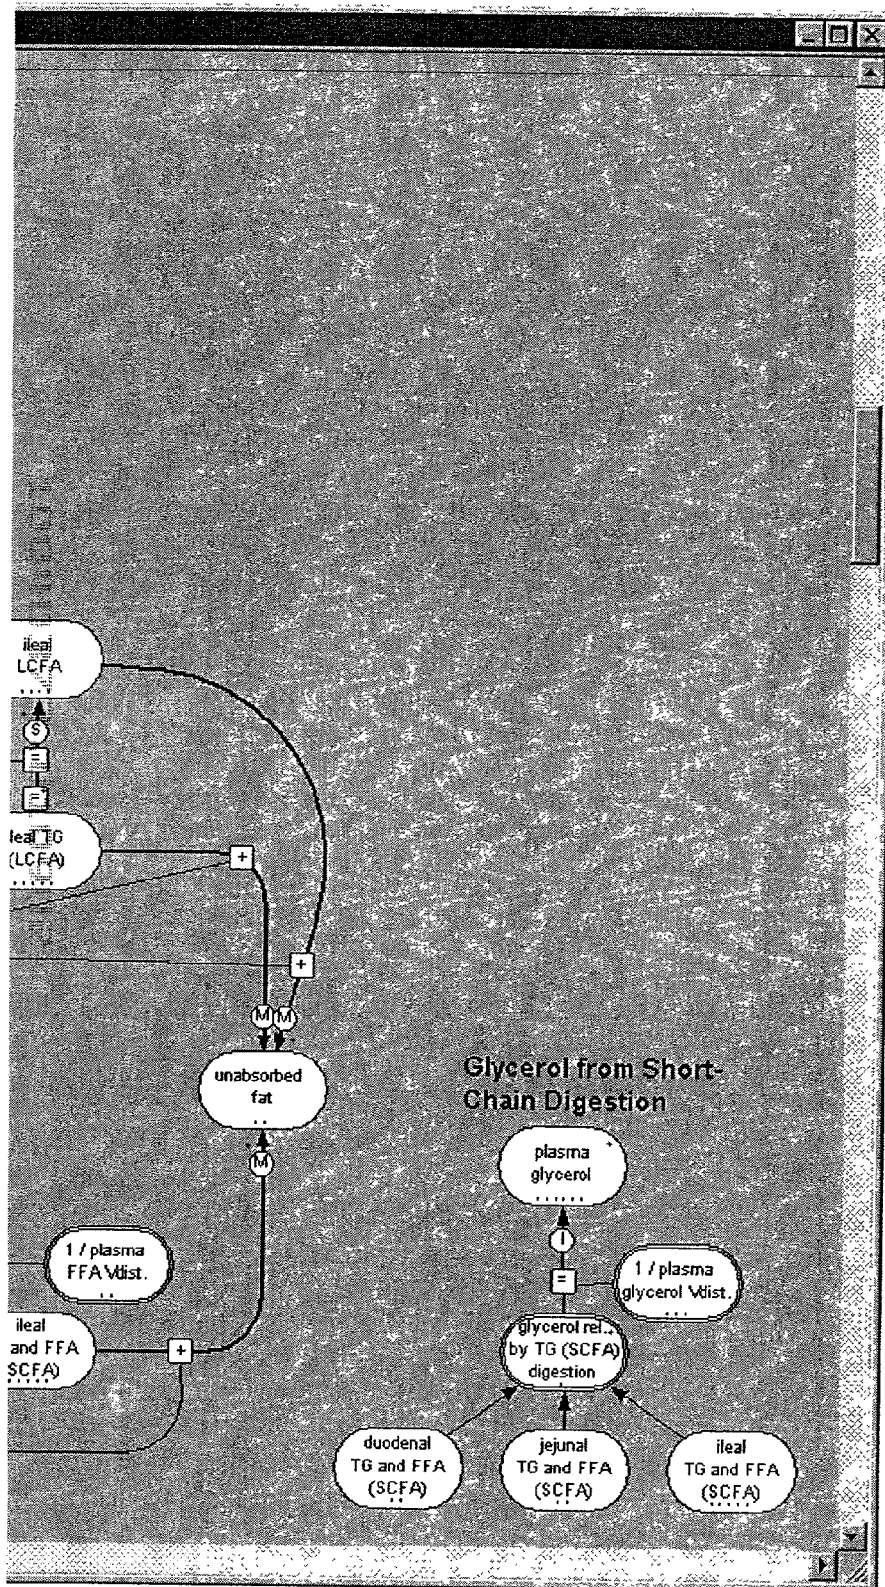 ileal
LCFA
S
=
=
(LCFA)
+
+
M M
unabsorbed
fat
M
Glycerol from Short-
Chain Digestion
plasma
glycerol
I
=
1 / plasma
glycerol Vdist.
1 / plasma
FFA Vdist.
ileal
and FFA
SCFA)
+
glycerol rel..
by TG (SCFA)
digestion
duodenal
TG and FFA
(SCFA)
jejunal
TG and FFA
(SCFA)
ileal
TG and FFA
(SCFA)